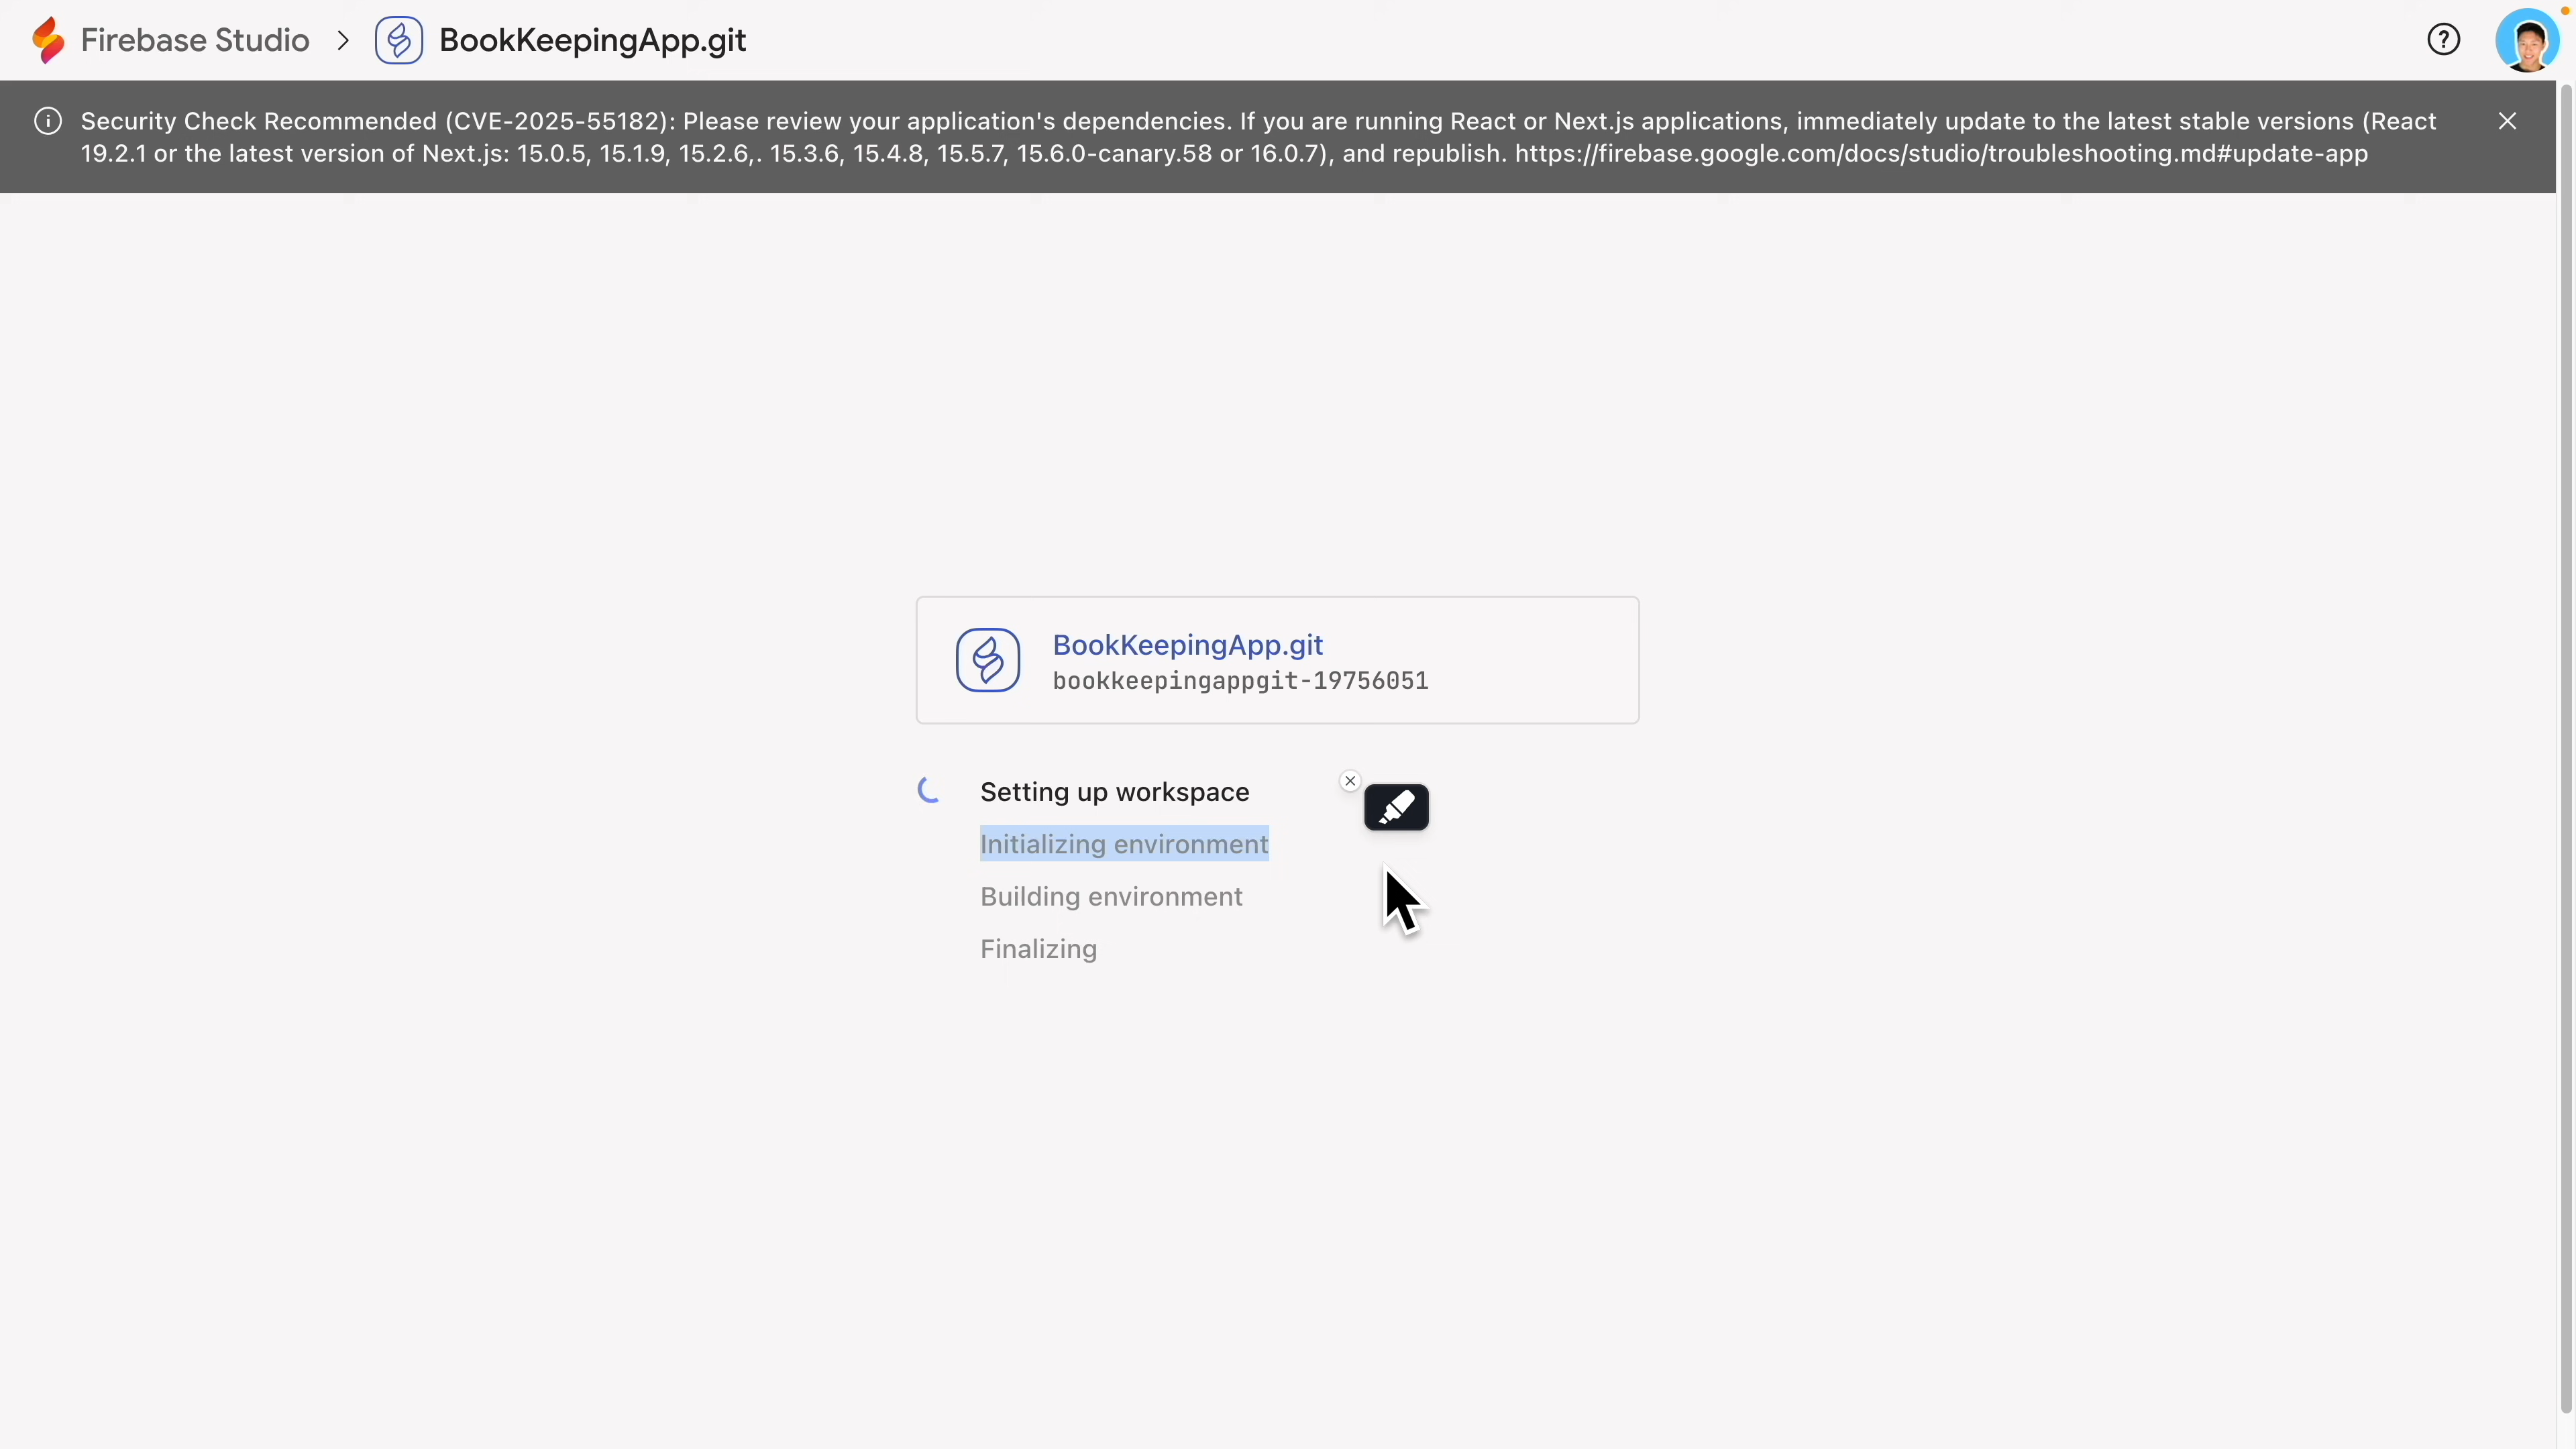 Firebase Studio > BookKeepingApp.git
Security Check Recommended (CVE-2025-55182): Please review your application's dependencies. If you are running React or Next.js applications, immediately update to the latest stable versions (React
19.2.1 or the latest version of Next.js: 15.0.5, 15.1.9, 15.2.6,. 15.3.6, 15.4.8, 15.5.7, 15.6.0-canary.58 or 16.0.7), and republish. https://firebase.google.com/docs/studio/troubleshooting.md#update-app
BookKeepingApp.git
bookkeepingappgit-19756051
Setting up workspace
Initializing environment
Building environment
Finalizing